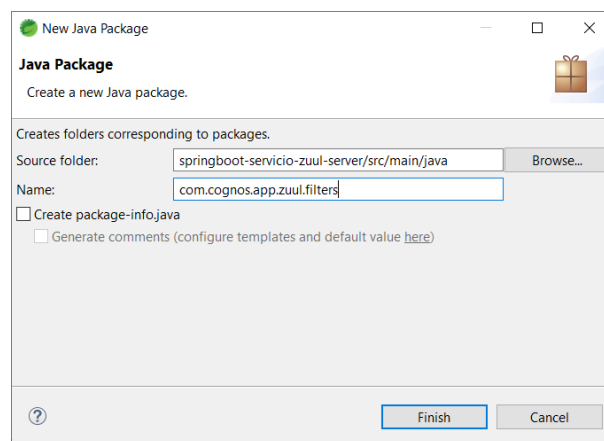 New Java Package
Java Package
Create a new Java package.
Creates folders corresponding to packages.
Source folder: springboot-servicio-zuul-server/src/main/java Browse...
Name: com.cognos.app.zuul.filters
Create package-info.java
Generate comments (configure templates and default value here)
? Finish Cancel